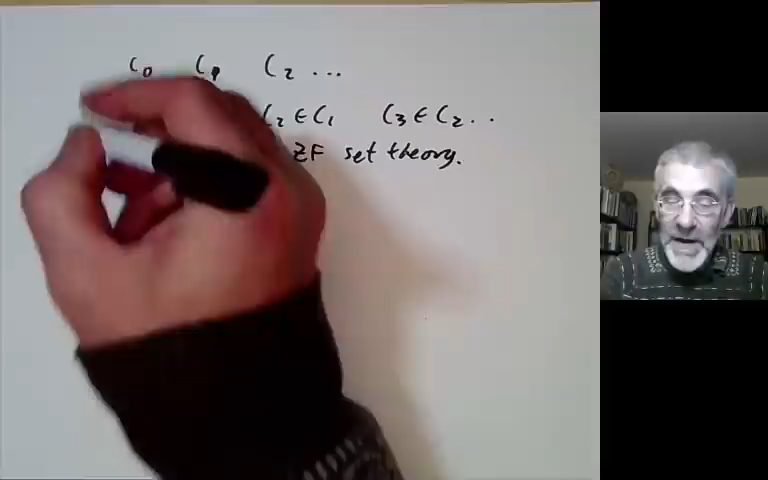 C₀ C₁ C₂ ...
C₂ ∈ C₁ C₃ ∈ C₂ ..
ZF set theory.